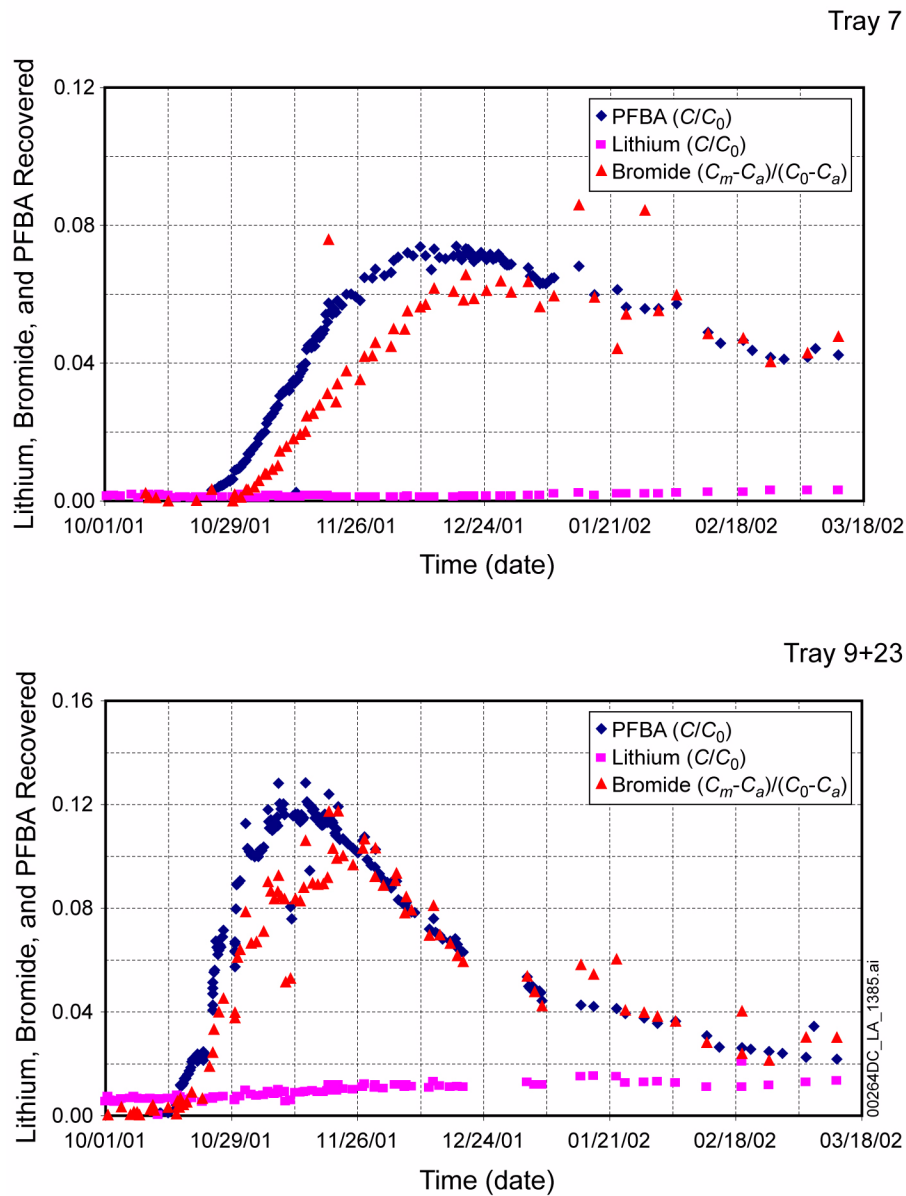 Tray 7
Lithium, Bromide, and PFBA Recovered
0.12
0.08
0.04
0.00
PFBA (C/C0)
Lithium (C/C0)
Bromide (Cm-Ca)/(C0-Ca)
10/01/01 10/29/01 11/26/01 12/24/01 01/21/02 02/18/02 03/18/02
Time (date)
Tray 9+23
Lithium, Bromide, and PFBA Recovered
0.16
0.12
0.08
0.04
0.00
PFBA (C/C0)
Lithium (C/C0)
Bromide (Cm-Ca)/(C0-Ca)
00264DC_LA_1385.ai
10/01/01 10/29/01 11/26/01 12/24/01 01/21/02 02/18/02 03/18/02
Time (date)